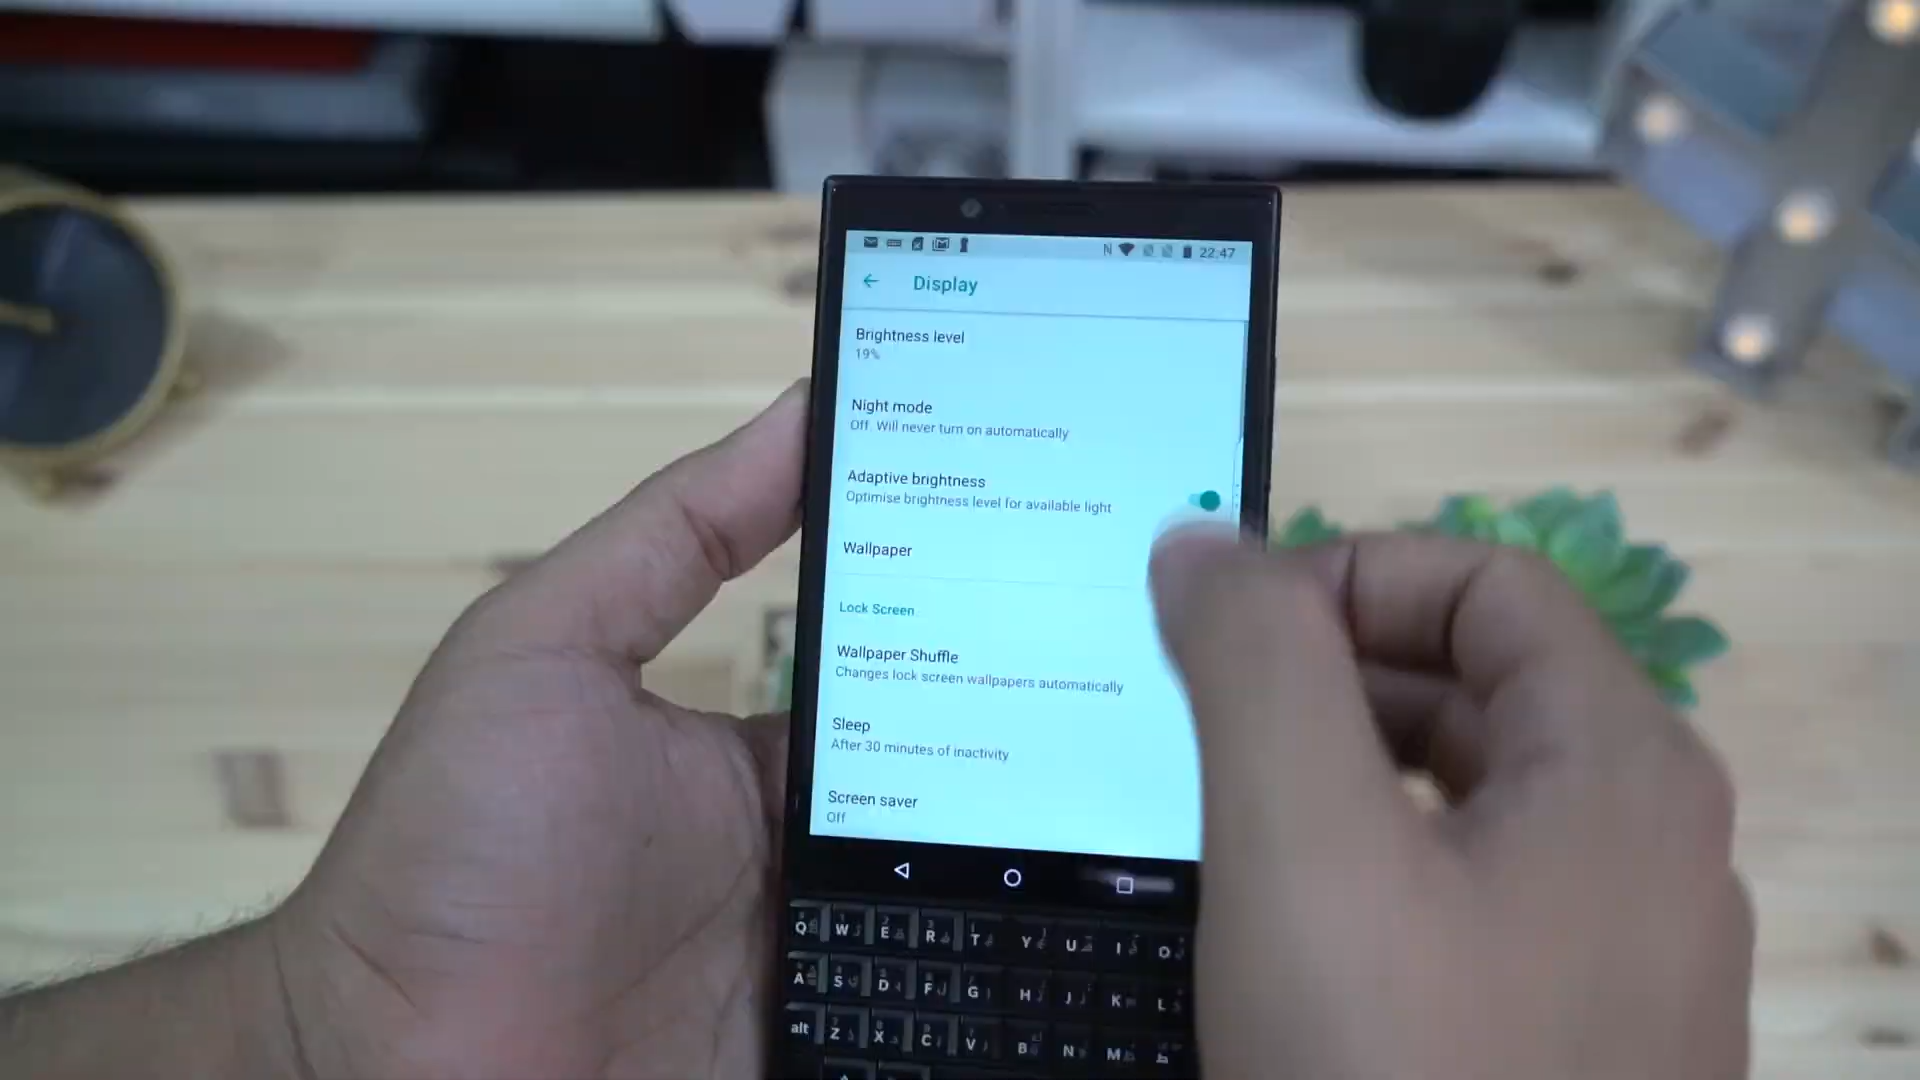 22:47
Display
Brightness level
19%
Night mode
Off. Will never turn on automatically
Adaptive brightness
Optimise brightness level for available light
Wallpaper
Lock Screen
Wallpaper Shuffle
Changes lock screen wallpapers automatically
Sleep
After 30 minutes of inactivity
Screen saver
Off
Q W E R T Y U I O
A S D F G H J K L
alt Z X C V B N M